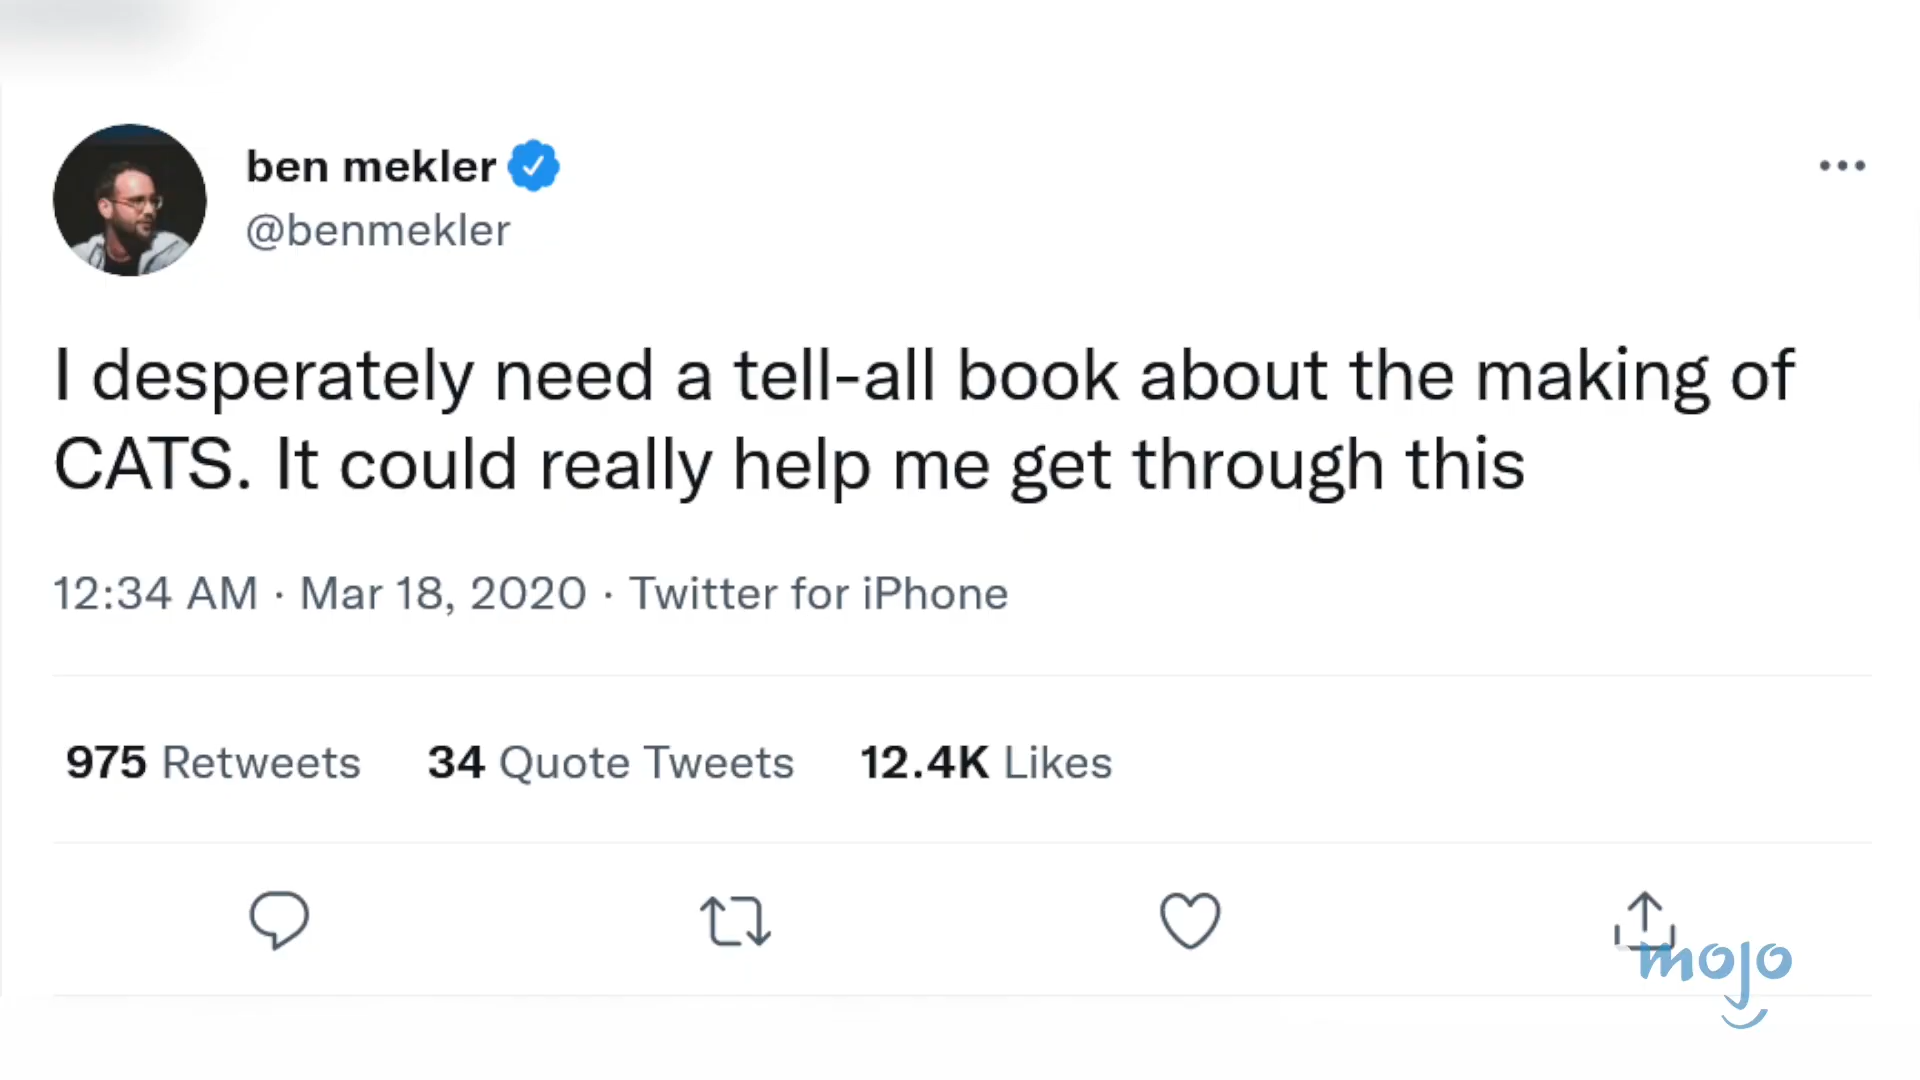 ben mekler
@benmekler
I desperately need a tell-all book about the making of
CATS. It could really help me get through this
12:34 AM · Mar 18, 2020 · Twitter for iPhone
975 Retweets 34 Quote Tweets 12.4K Likes
mojo